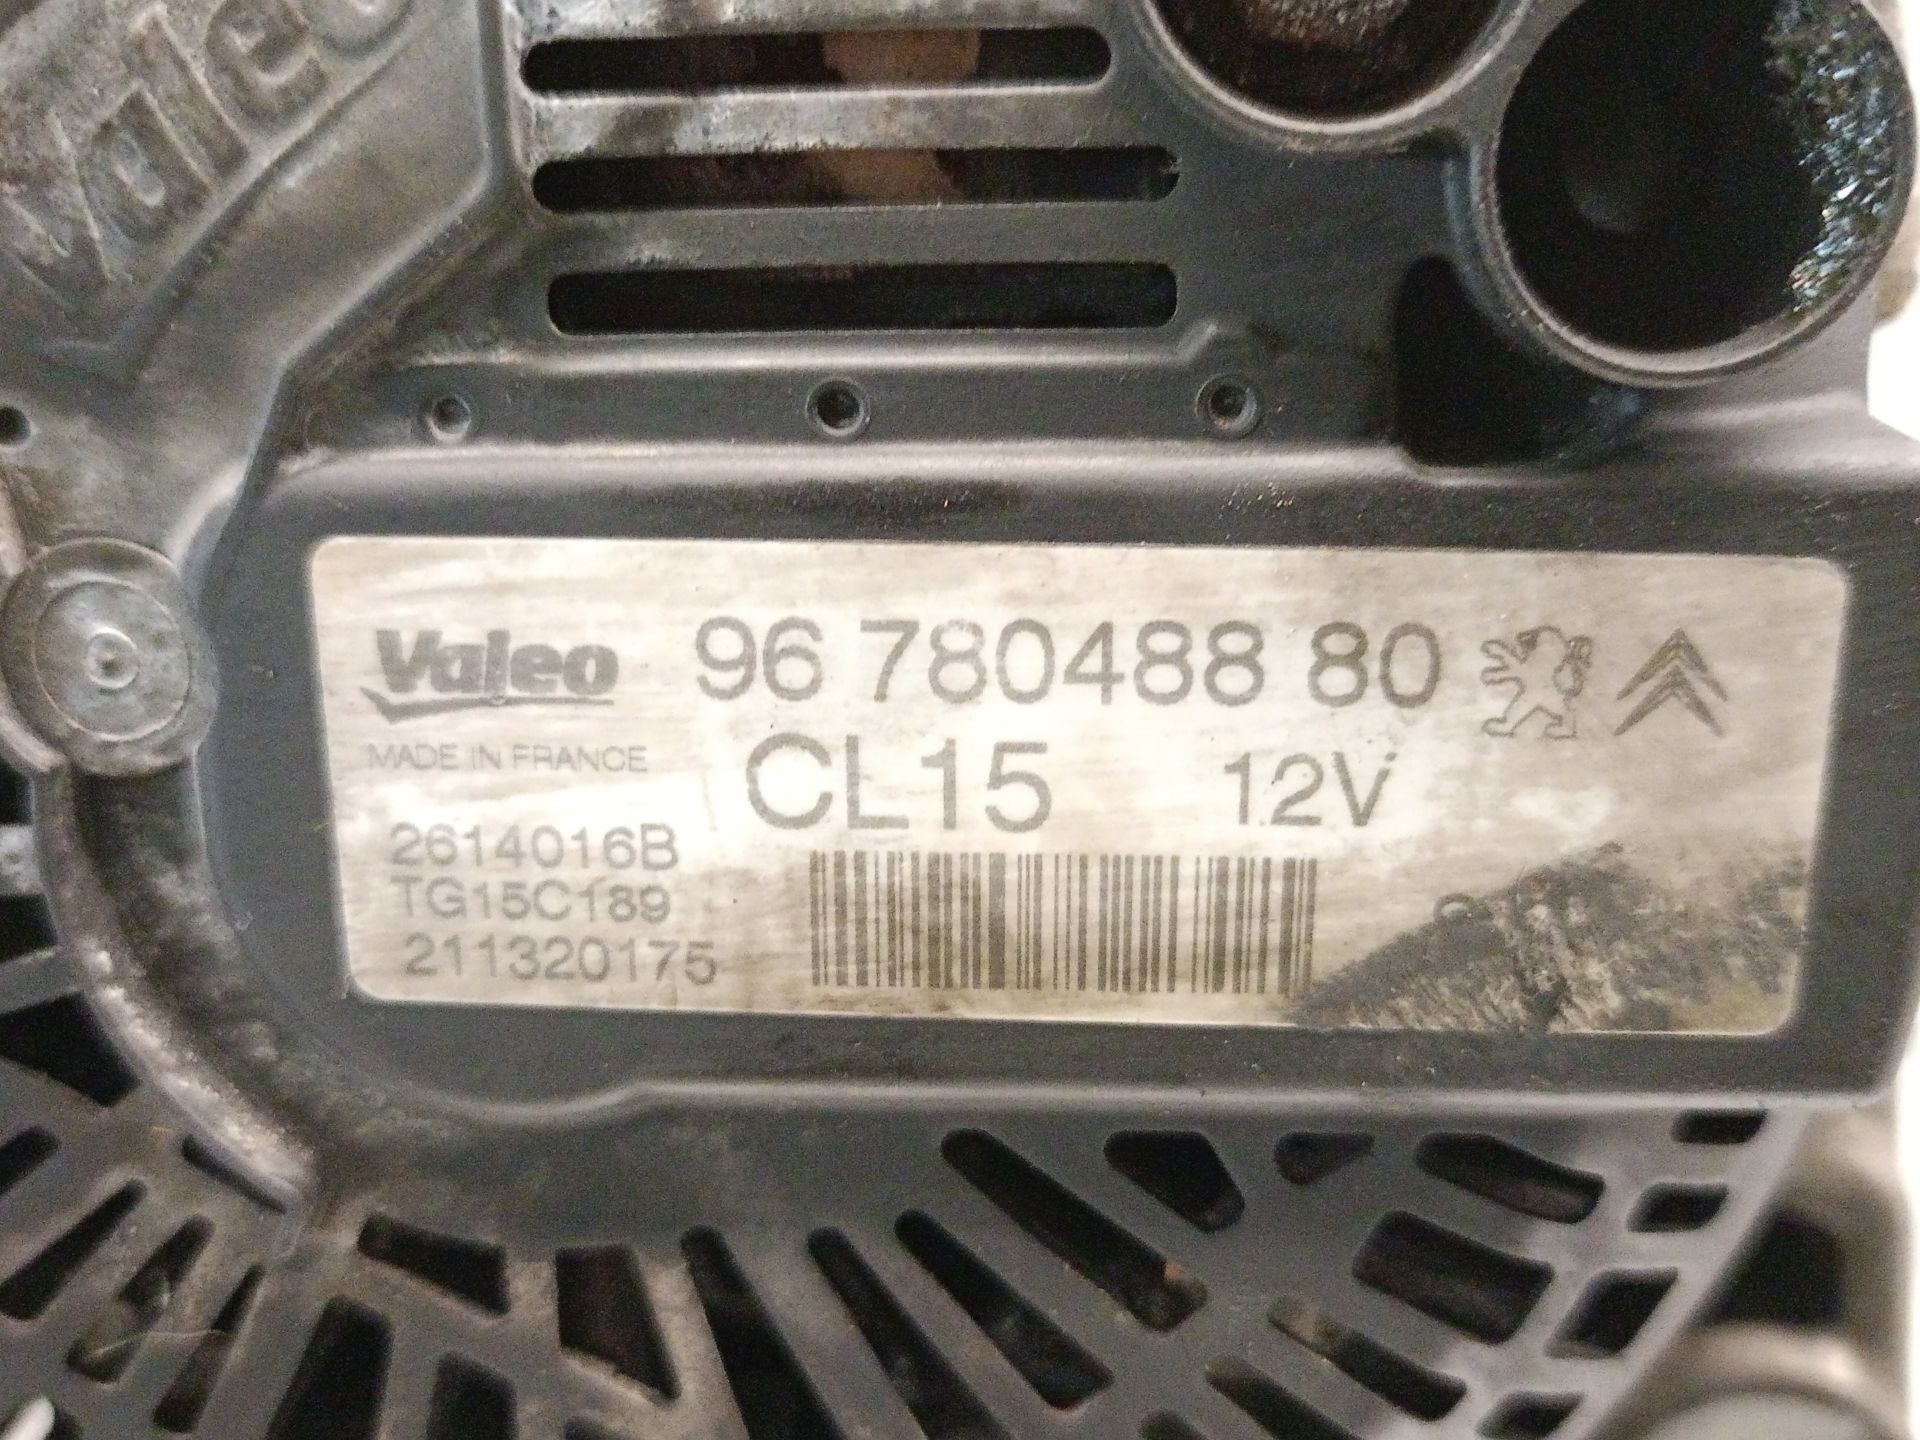 Valeo
Valeo 96 780488 80
MADE IN FRANCE CL15 12V
2614016B
TG15C189
211320175